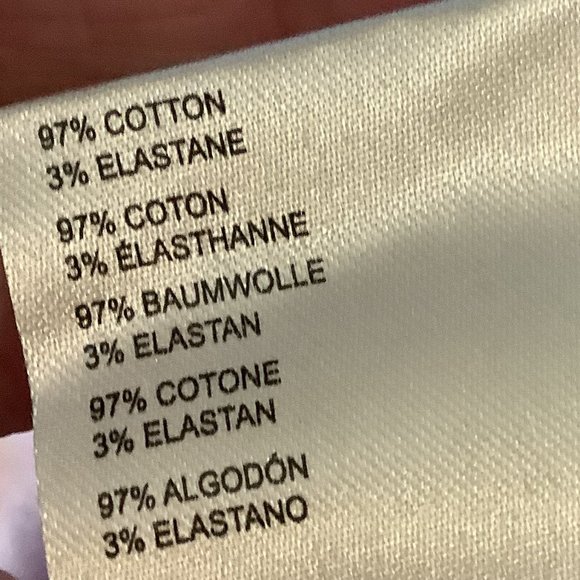 97% COTTON
3% ELASTANE
97% COTON
3% ÉLASTHANNE
97% BAUMWOLLE
3% ELASTAN
97% COTONE
3% ELASTAN
97% ALGODÓN
3% ELASTANO